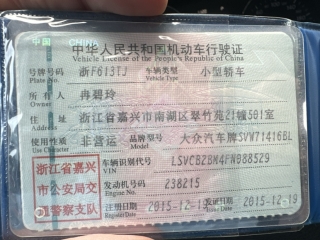 中国 CHINA
中华人民共和国机动车行驶证
Vehicle License of the People's Republic of China
号牌号码 浙F613TJ 车辆类型 小型轿车
Plate No. Vehicle Type
所有人 冉碧玲
Owner
住址 浙江省嘉兴市南湖区翠竹苑21幢501室
Address
使用性质 非营运 品牌型号 大众汽车牌SVW71416BL
Use Character Model
浙江省嘉兴
市公安局交
警察支队
车辆识别代号 LSVCB2BM4FN988529
VIN
发动机号码 238215
Engine No.
注册日期 2015-12-19 发证日期 2015-12-19
Register Date Issue Date